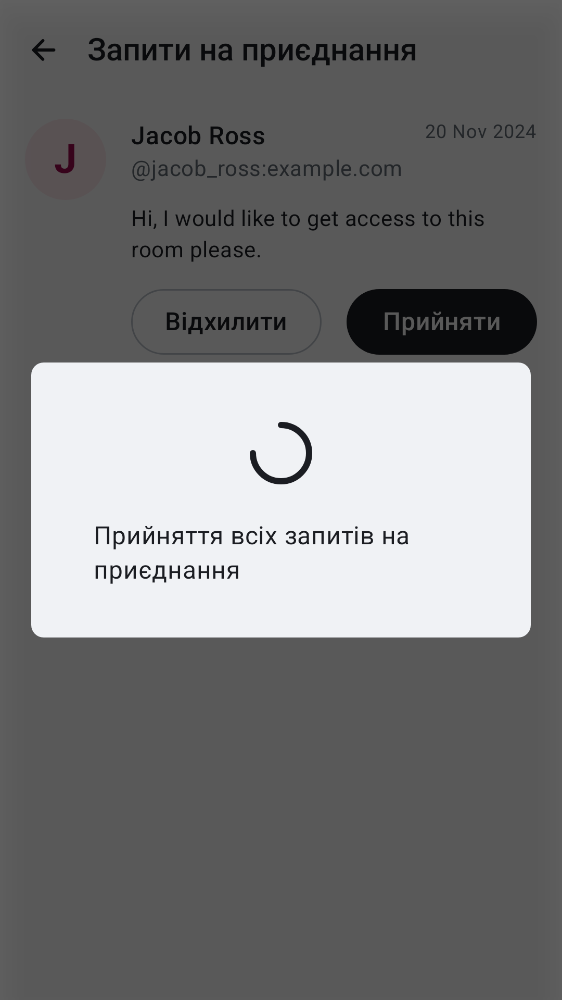 Запити на приєднання
J
Jacob Ross
20 Nov 2024
@jacob_ross:example.com
Hi, I would like to get access to this
room please.
Відхилити
Прийняти
Прийняття всіх запитів на
приєднання